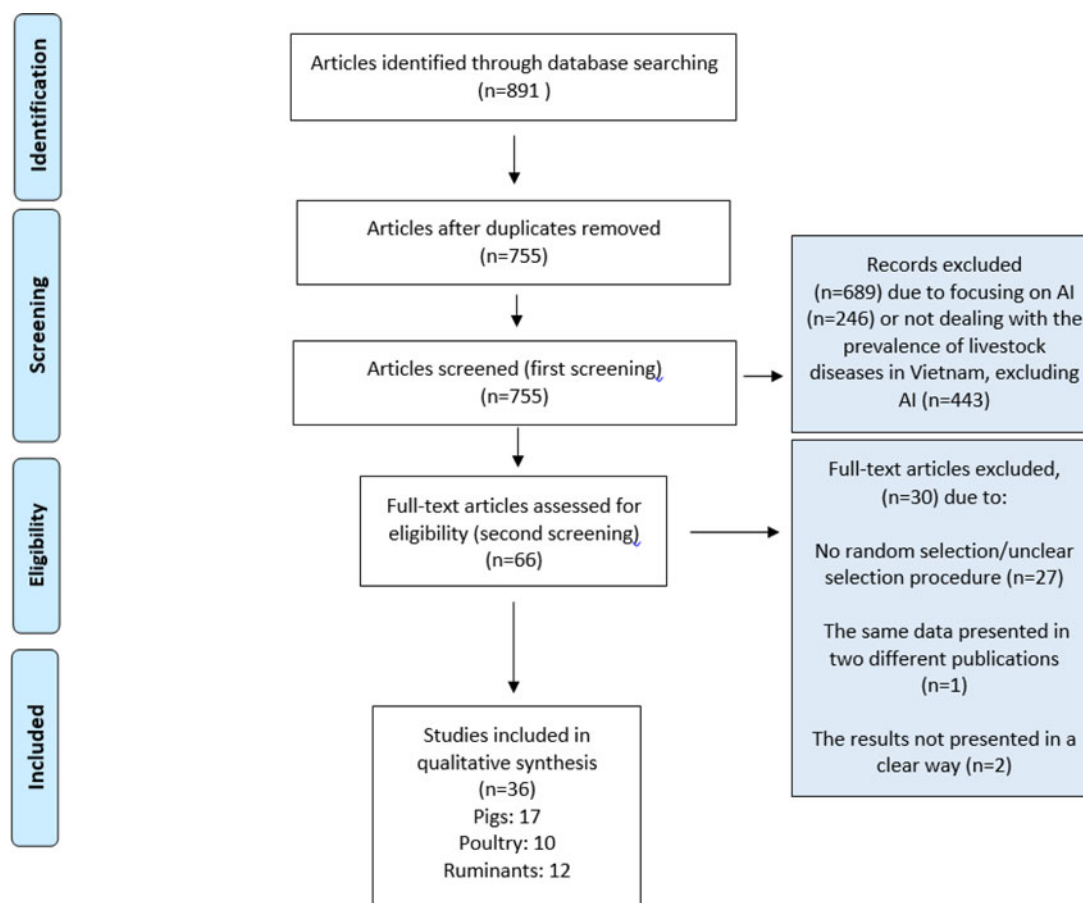 Identification
Articles identified through database searching
(n=891 )
Screening
Articles after duplicates removed
(n=755)
Articles screened (first screening)
(n=755)
Records excluded
(n=689) due to focusing on AI
(n=246) or not dealing with the
prevalence of livestock
diseases in Vietnam, excluding
AI (n=443)
Eligibility
Full-text articles assessed for
eligibility (second screening)
(n=66)
Full-text articles excluded,
(n=30) due to:
No random selection/unclear
selection procedure (n=27)
The same data presented in
two different publications
(n=1)
The results not presented in a
clear way (n=2)
Included
Studies included in
qualitative synthesis
(n=36)
Pigs: 17
Poultry: 10
Ruminants: 12